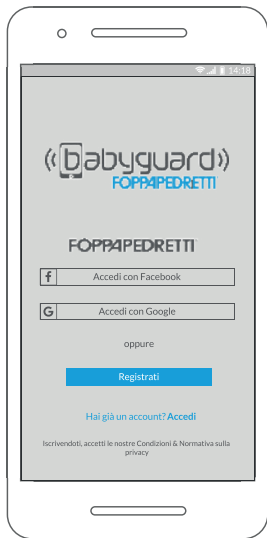 14:18
babyguard
FOPPAPEDRETTI
FOPPAPEDRETTI
f Accedi con Facebook
G Accedi con Google
oppure
Registrati
Hai già un account? Accedi
Iscrivendoti, accetti le nostre Condizioni & Normativa sulla
privacy